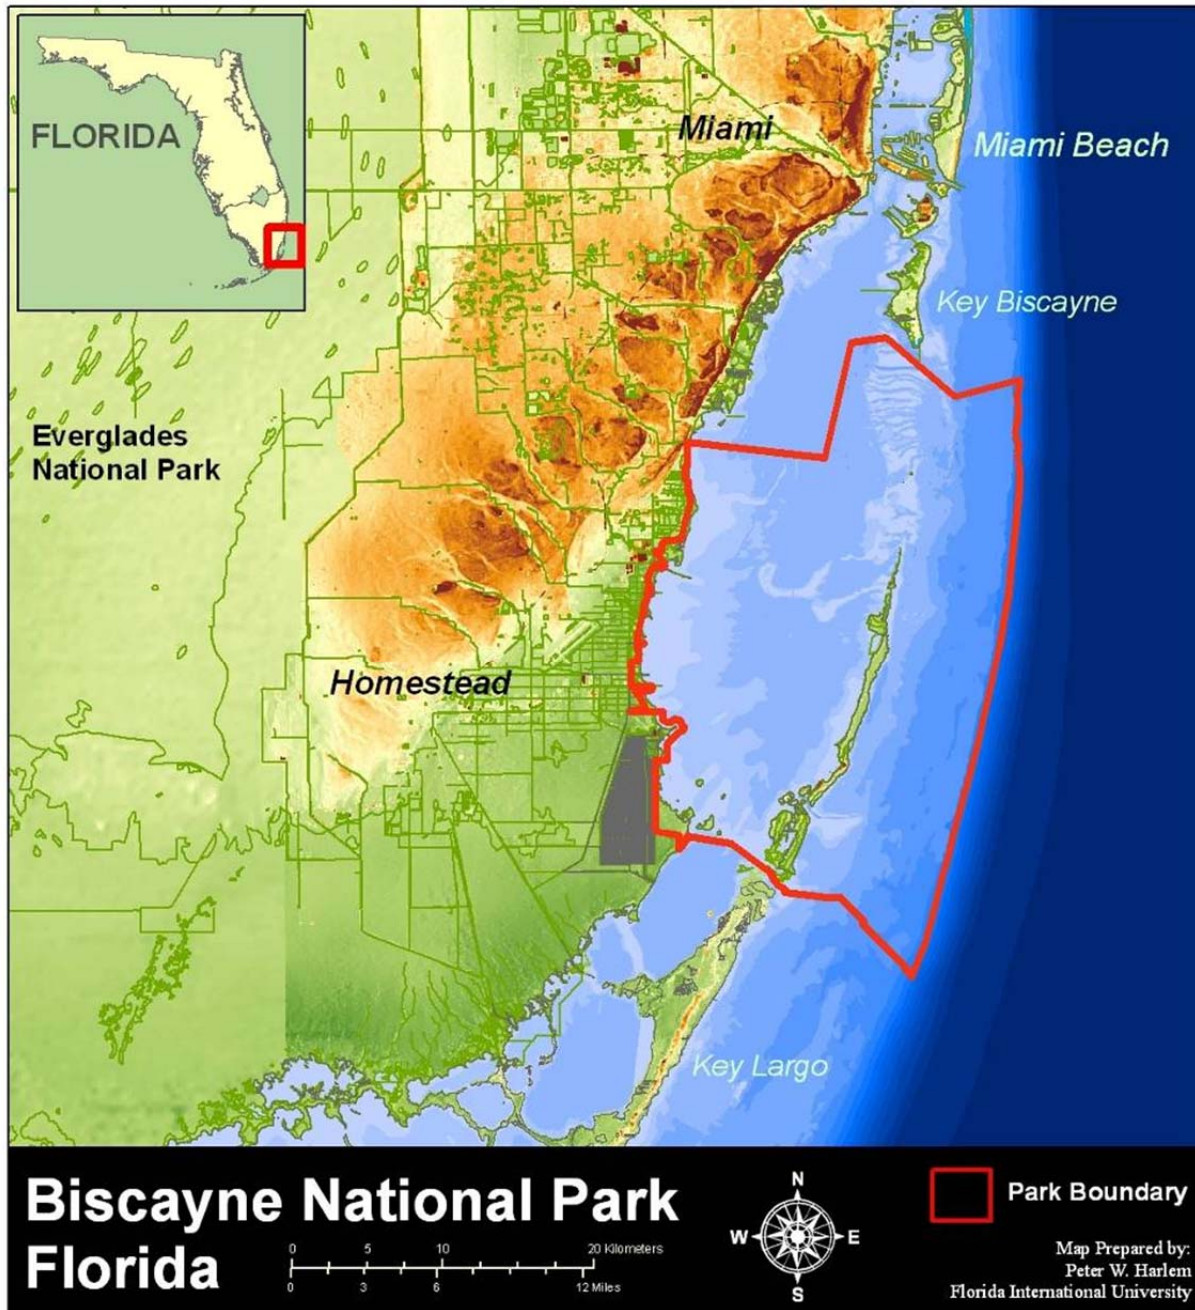 FLORIDA
Miami
Miami Beach
Key Biscayne
Everglades
National Park
Homestead
Key Largo
Biscayne National Park
Florida
0 5 10 20 Kilometers
0 3 6 12 Miles
N
W E
S
Park Boundary
Map Prepared by:
Peter W. Harlem
Florida International University